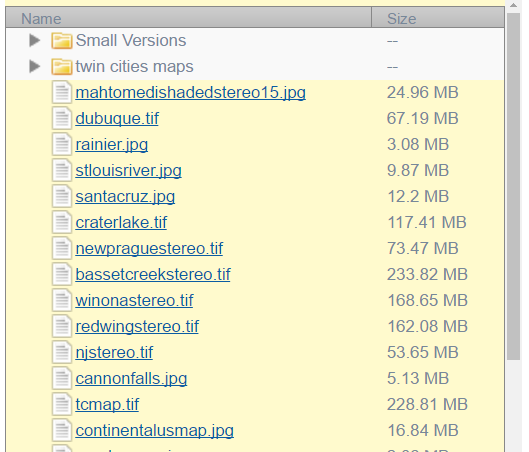 Name Size
Small Versions --
twin cities maps --
mahtomedishadedstereo15.jpg 24.96 MB
dubuque.tif 67.19 MB
rainier.jpg 3.08 MB
stlouisriver.jpg 9.87 MB
santacruz.jpg 12.2 MB
craterlake.tif 117.41 MB
newpraguestereo.tif 73.47 MB
bassetcreekstereo.tif 233.82 MB
winonastereo.tif 168.65 MB
redwingstereo.tif 162.08 MB
njstereo.tif 53.65 MB
cannonfalls.jpg 5.13 MB
tcmap.tif 228.81 MB
continentalusmap.jpg 16.84 MB